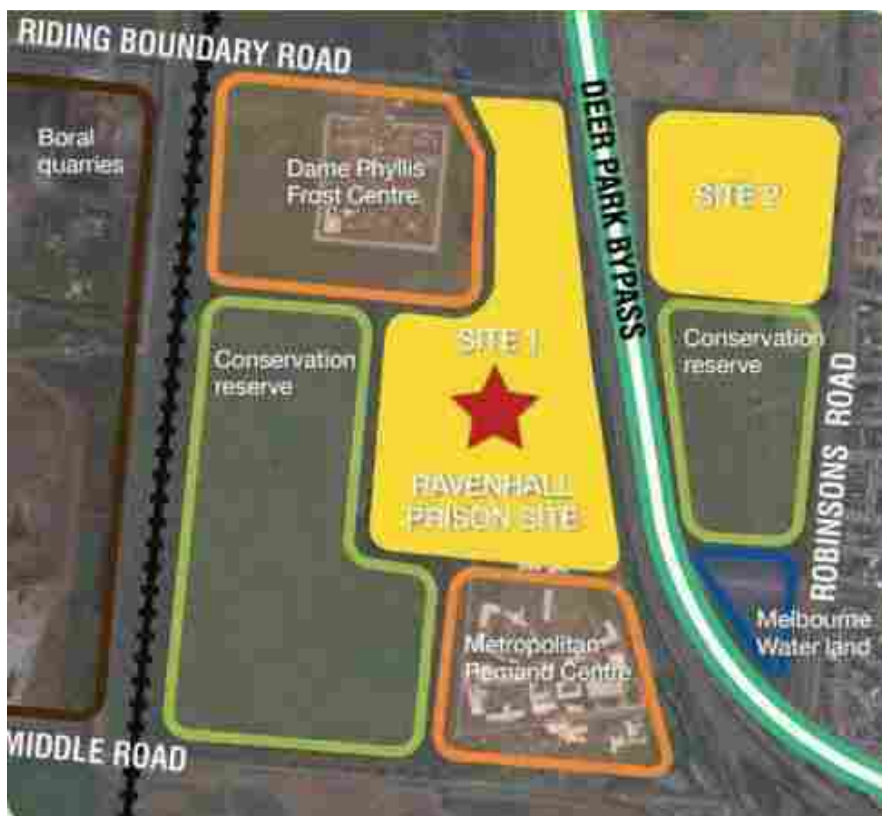 RIDING BOUNDARY ROAD
Boral
quarries
Dame Phyllis
Frost Centre
DEER PARK BYPASS
SITE 2
Conservation
reserve
SITE 1
Conservation
reserve
RAVENHALL
PRISON SITE
ROBINSONS ROAD
Melbourne
Water land
Metropolitan
Remand Centre
MIDDLE ROAD